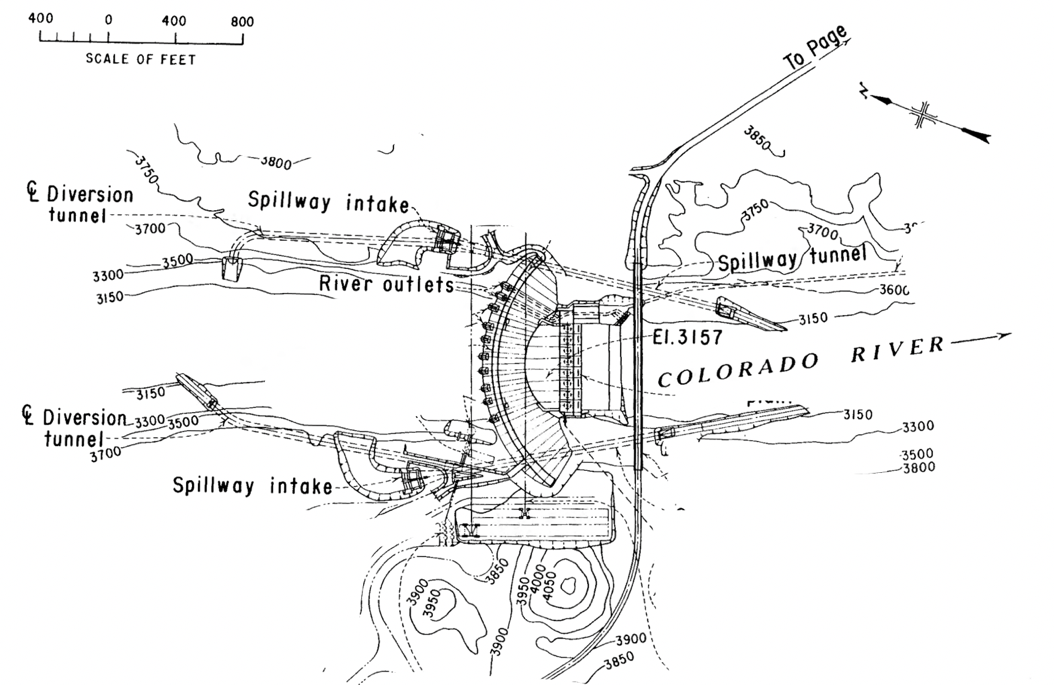 400 0 400 800
SCALE OF FEET
To Page
N
3850
3800
3750
℄ Diversion
tunnel
Spillway intake
3700
3500
3300
3150
River outlets
3750
3700
Spillway tunnel
3600
3150
El. 3157
COLORADO RIVER
3150
℄ Diversion
tunnel
3300 3500
3700
Spillway intake
3150
3300
3500
3800
3850
3900
3950
3900
3950
4000
4050
3900
3850